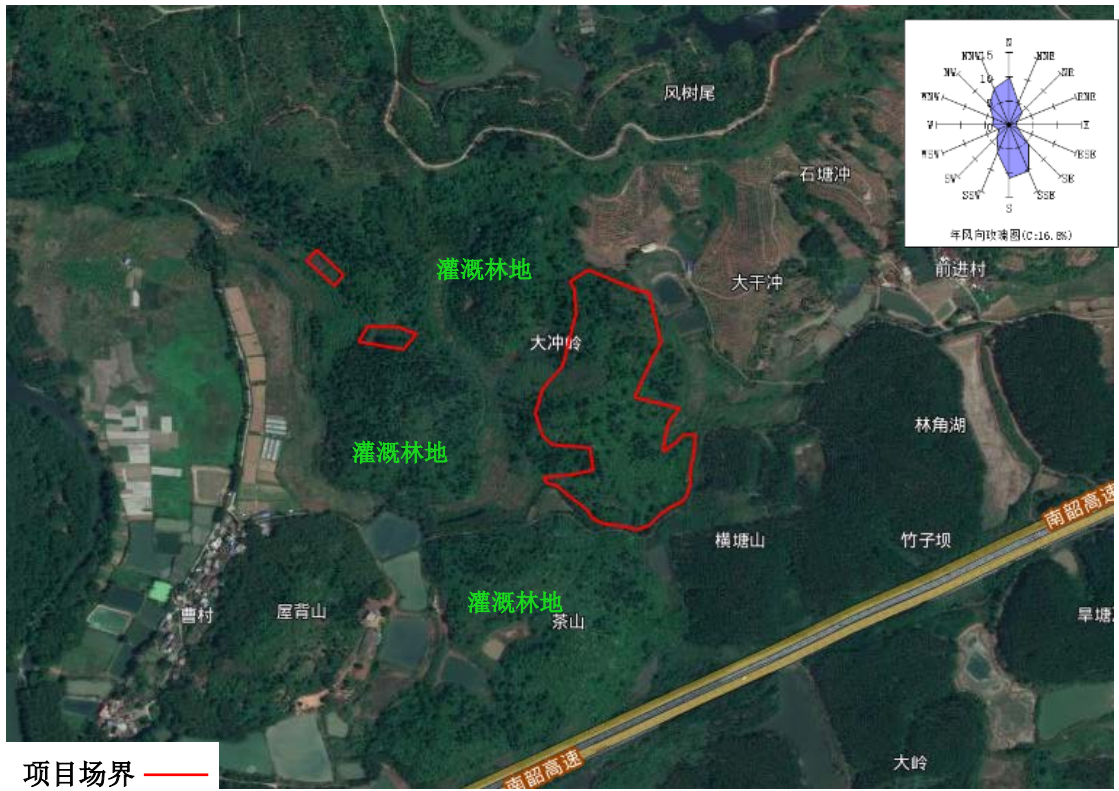 N
NNW
NNE
NW
NE
WNW
ENE
W
E
WSW
ESE
SW
SE
SSW
SSE
S
15
10
5
0
年风向玫瑰图(C:16.8%)
风树尾
石塘冲
前进村
大干冲
灌溉林地
大冲岭
林角湖
灌溉林地
南韶高速
横塘山
竹子坝
灌溉林地
茶山
屋背山
曹村
旱塘
大岭
南韶高速
项目场界